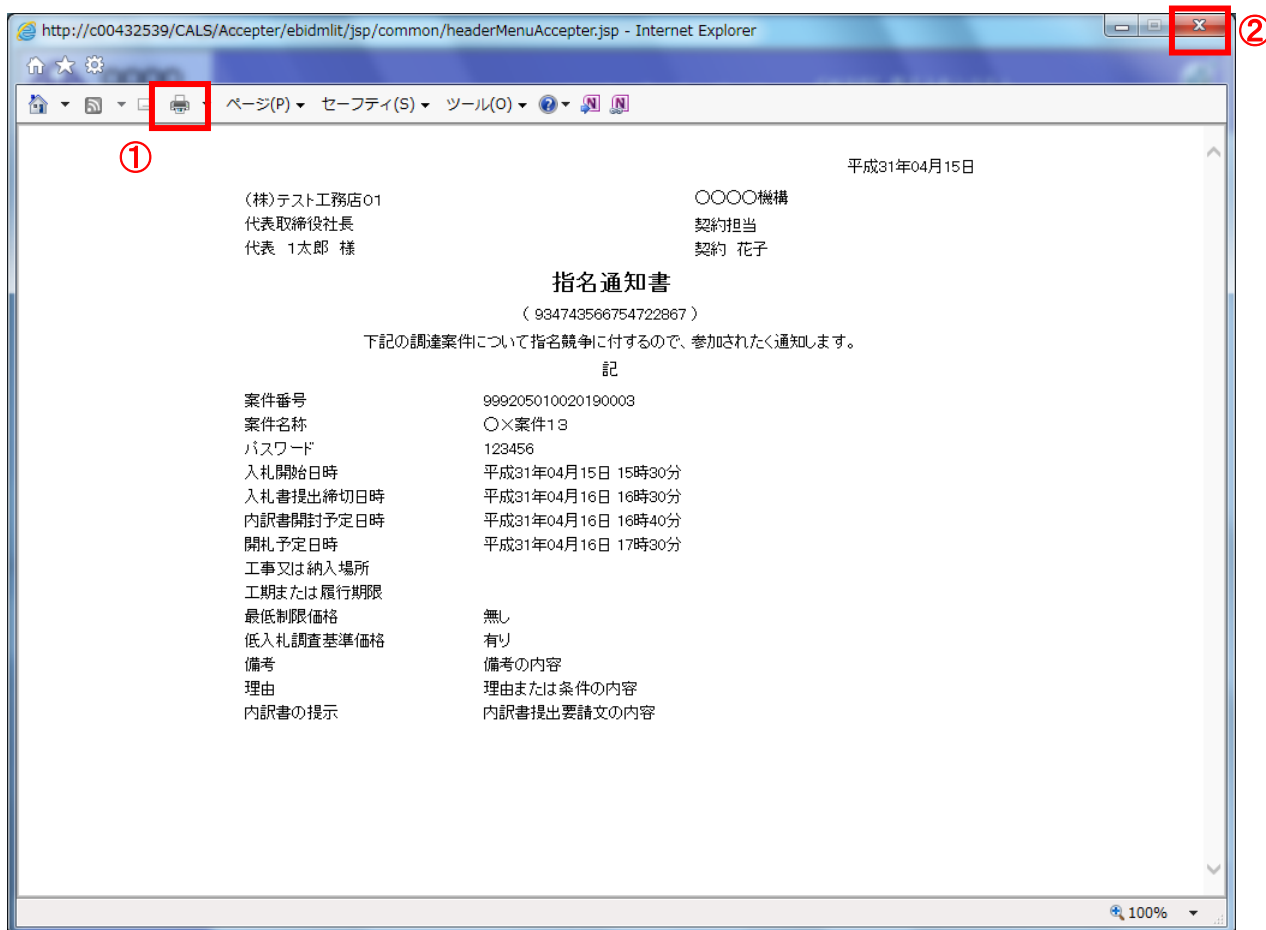 http://c00432539/CALS/Accepter/ebidmlit/jsp/common/headerMenuAccepter.jsp - Internet Explorer
②
ページ(P) セーフティ(S) ツール(O)
①
平成31年04月15日
(株)テスト工務店01 〇〇〇〇機構
代表取締役社長 契約担当
代表 1太郎 様 契約 花子
指名通知書
( 934743566754722867 )
下記の調達案件について指名競争に付するので、参加されたく通知します。
記
案件番号 999205010020190003
案件名称 〇×案件13
パスワード 123456
入札開始日時 平成31年04月15日 15時30分
入札書提出締切日時 平成31年04月16日 16時30分
内訳書開封予定日時 平成31年04月16日 16時40分
開札予定日時 平成31年04月16日 17時30分
工事又は納入場所
工期または履行期限
最低制限価格 無し
低入札調査基準価格 有り
備考 備考の内容
理由 理由または条件の内容
内訳書の提示 内訳書提出要請文の内容
100%